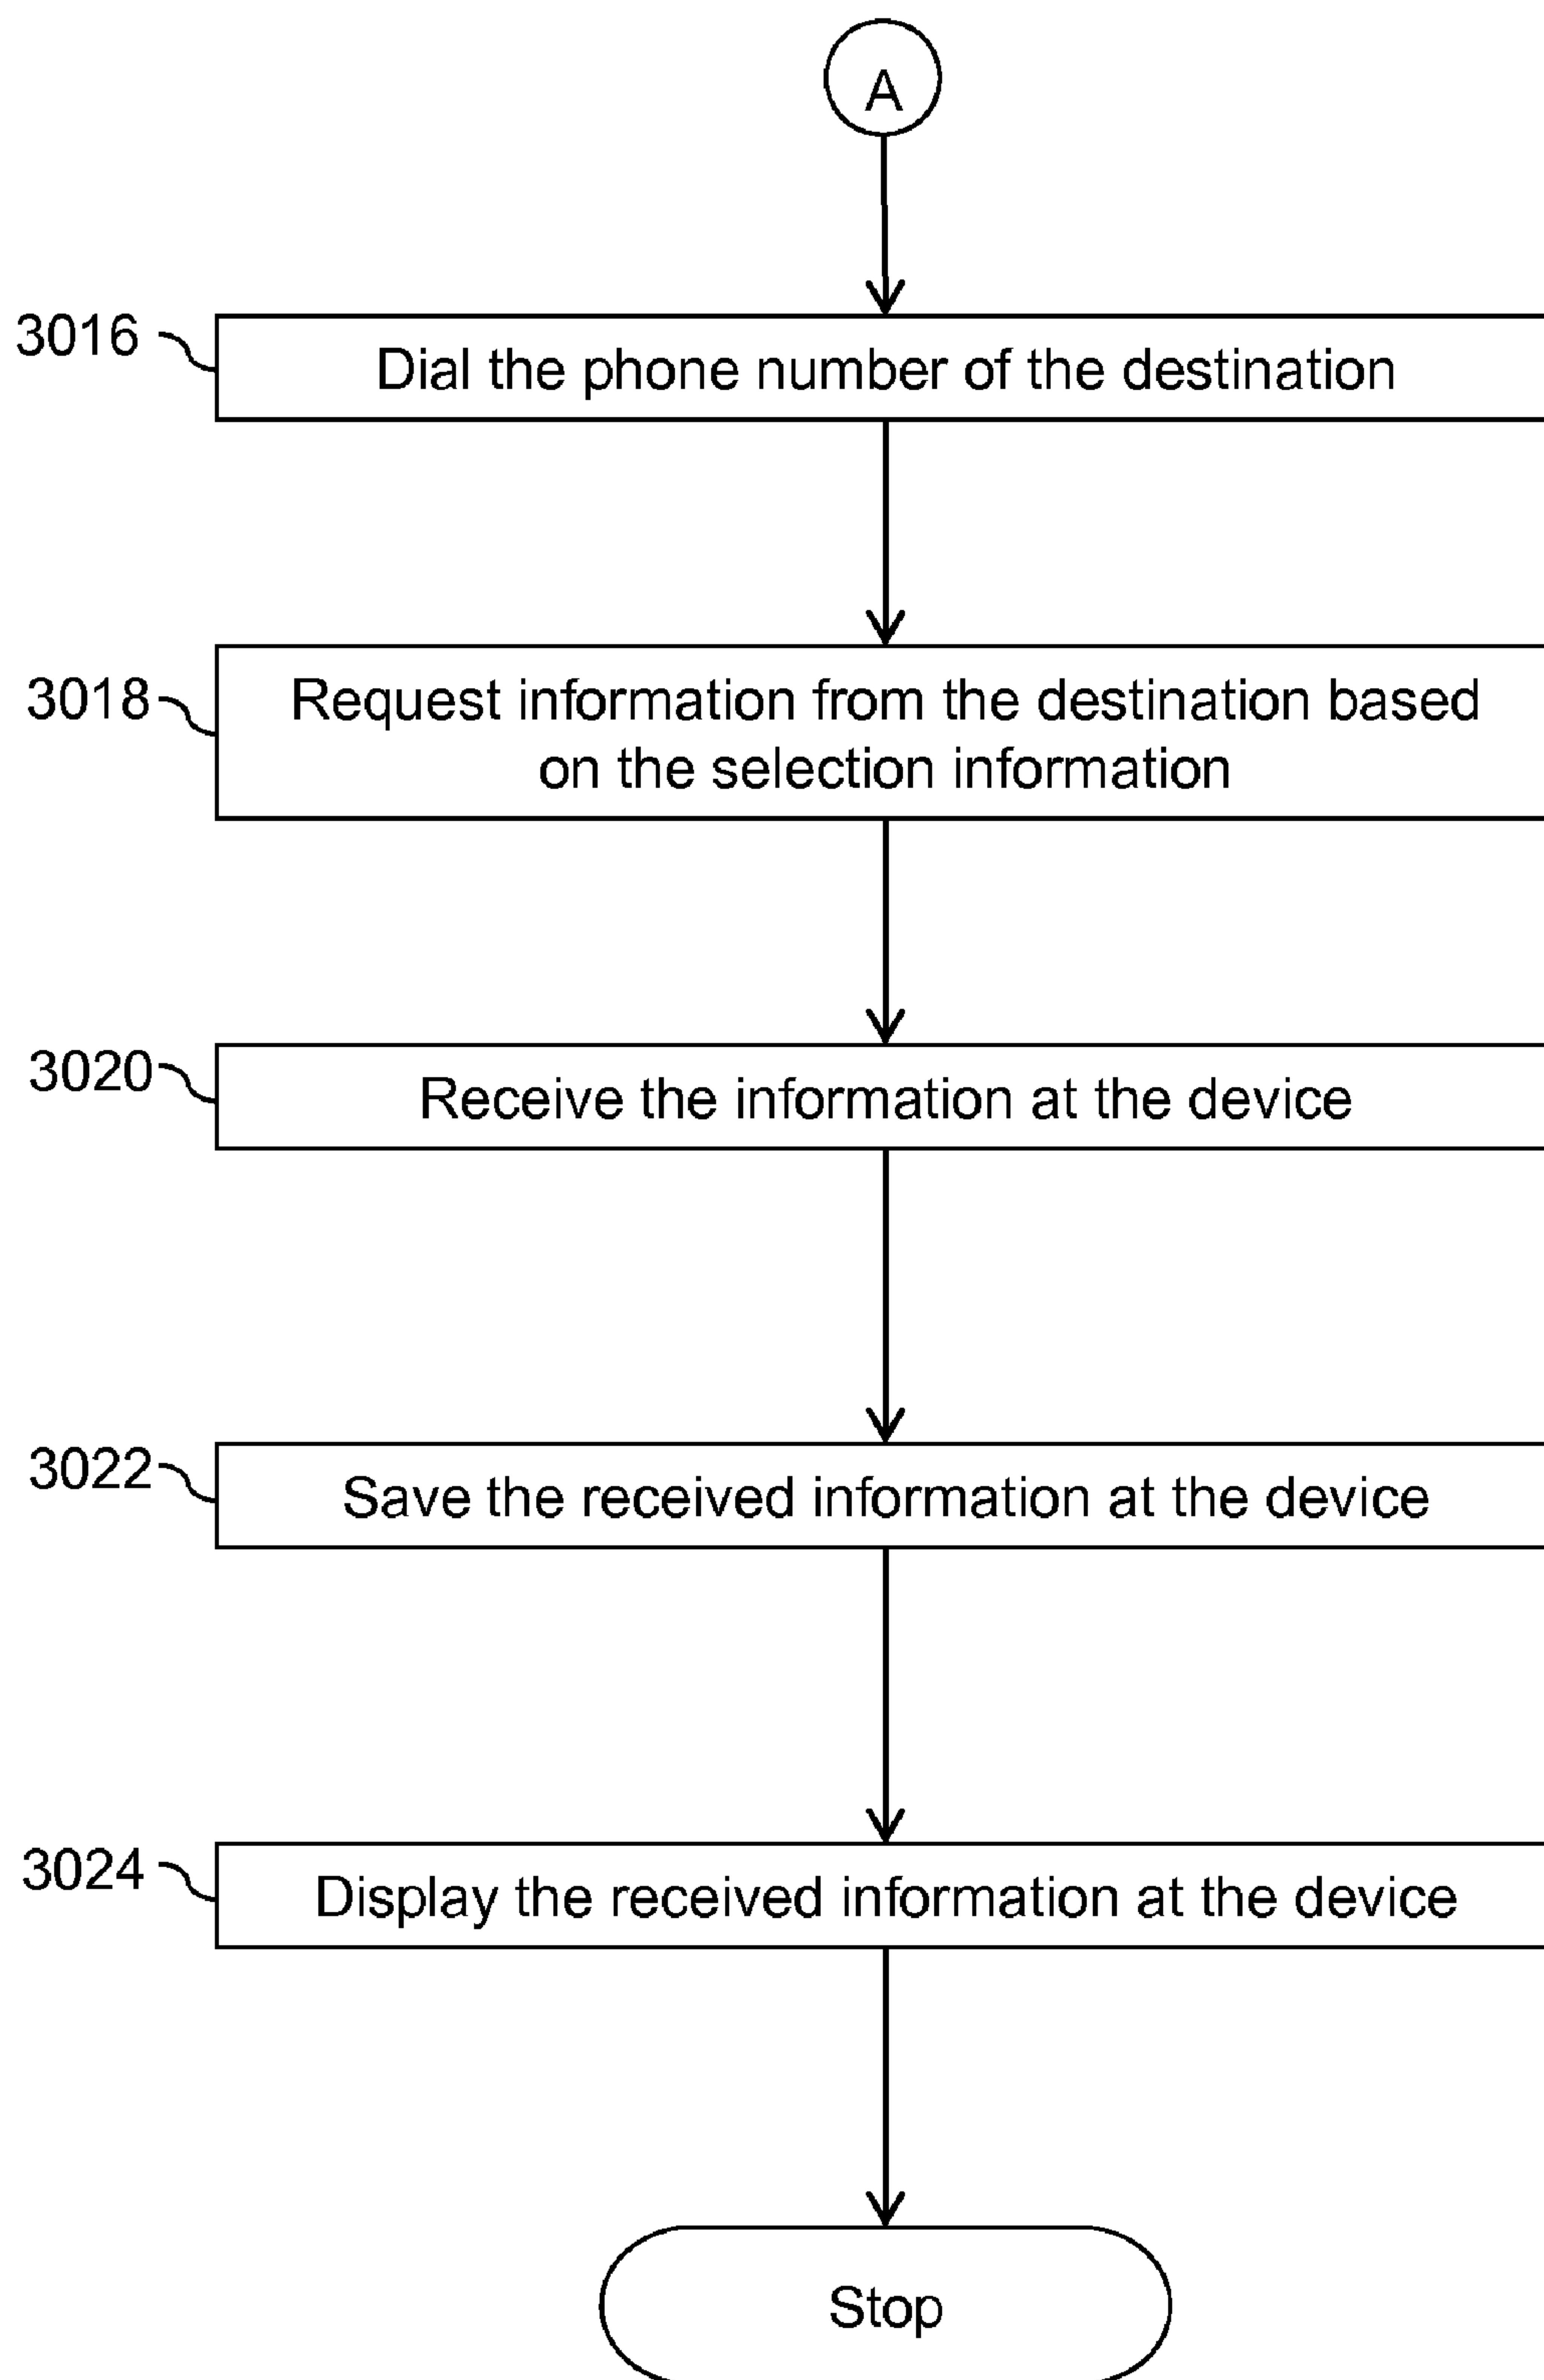 A
3016
Dial the phone number of the destination
3018
Request information from the destination based
on the selection information
3020
Receive the information at the device
3022
Save the received information at the device
3024
Display the received information at the device
Stop